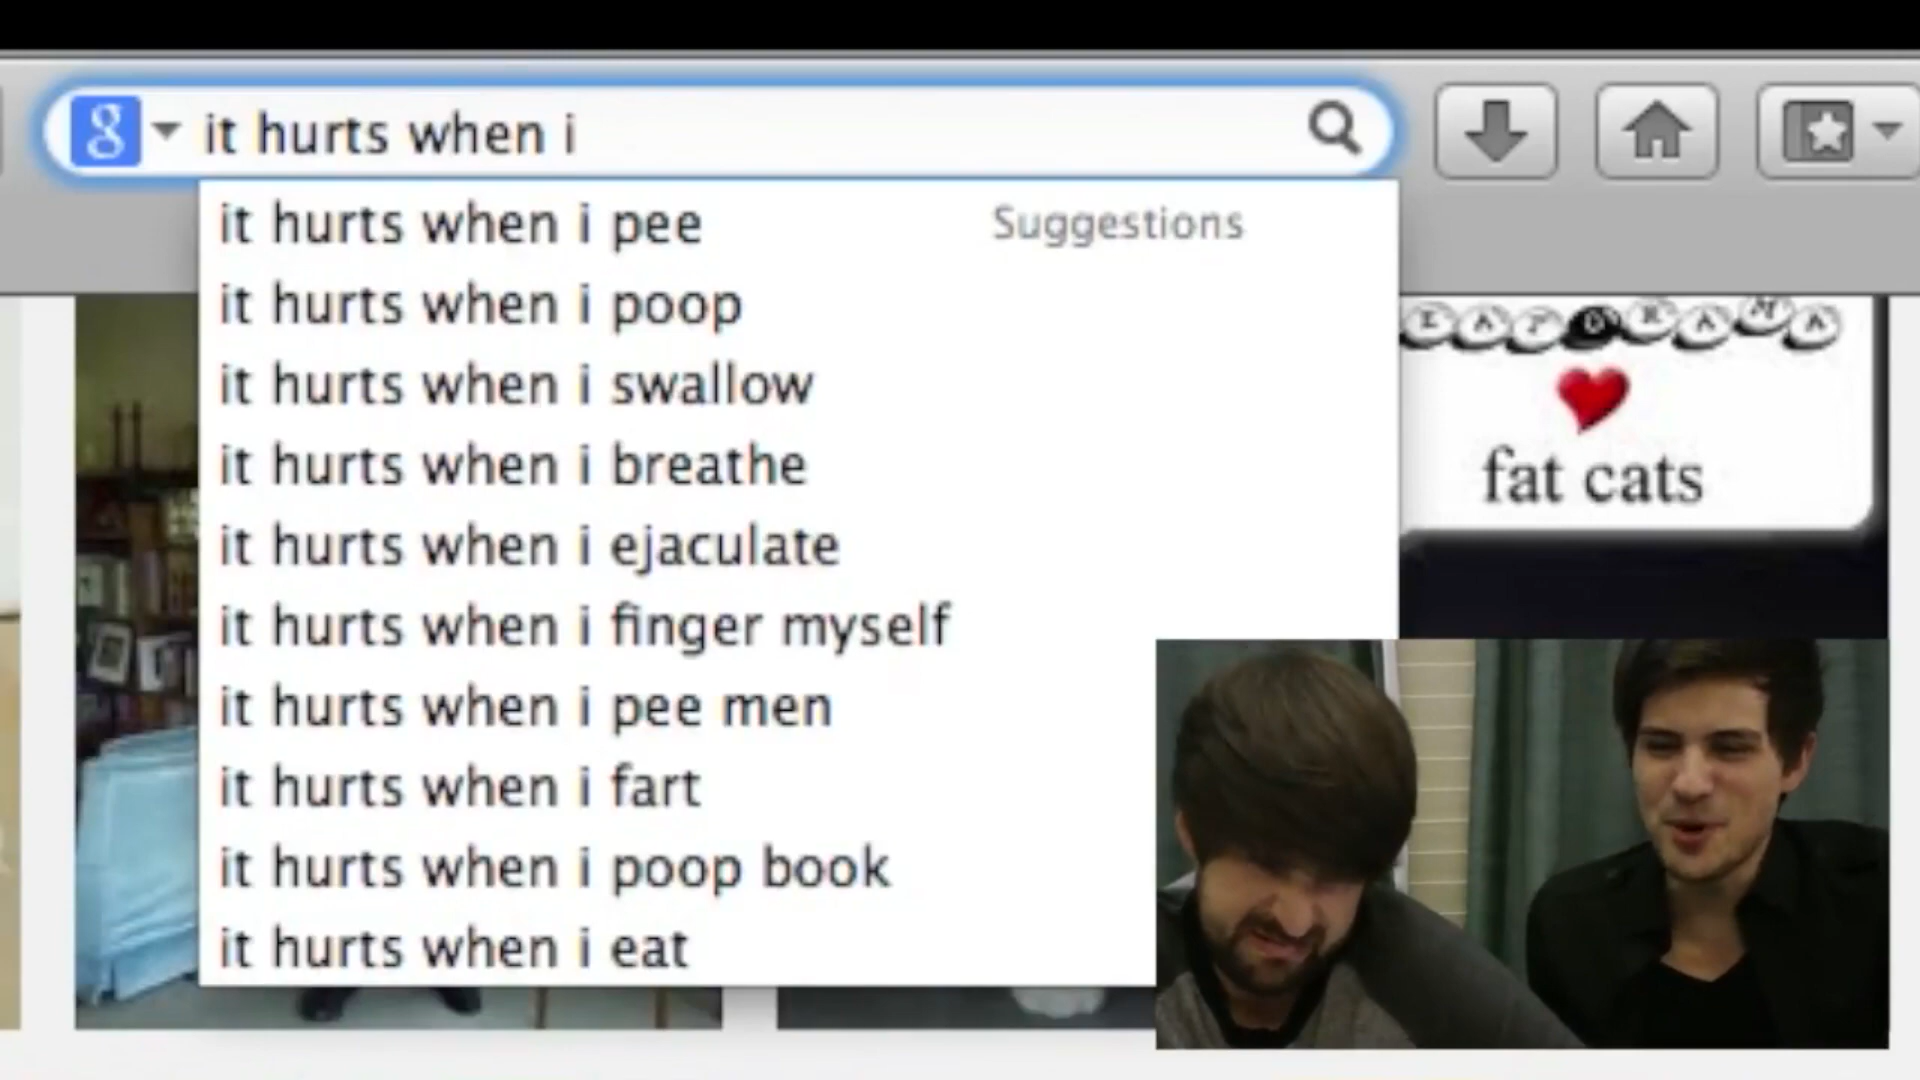 g it hurts when i
it hurts when i pee Suggestions
it hurts when i poop
it hurts when i swallow
it hurts when i breathe
it hurts when i ejaculate
it hurts when i finger myself
it hurts when i pee men
it hurts when i fart
it hurts when i poop book
it hurts when i eat
RAMA
fat cats